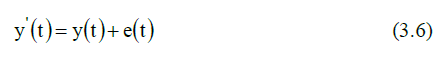 y'(t)= y(t)+ e(t) (3.6)